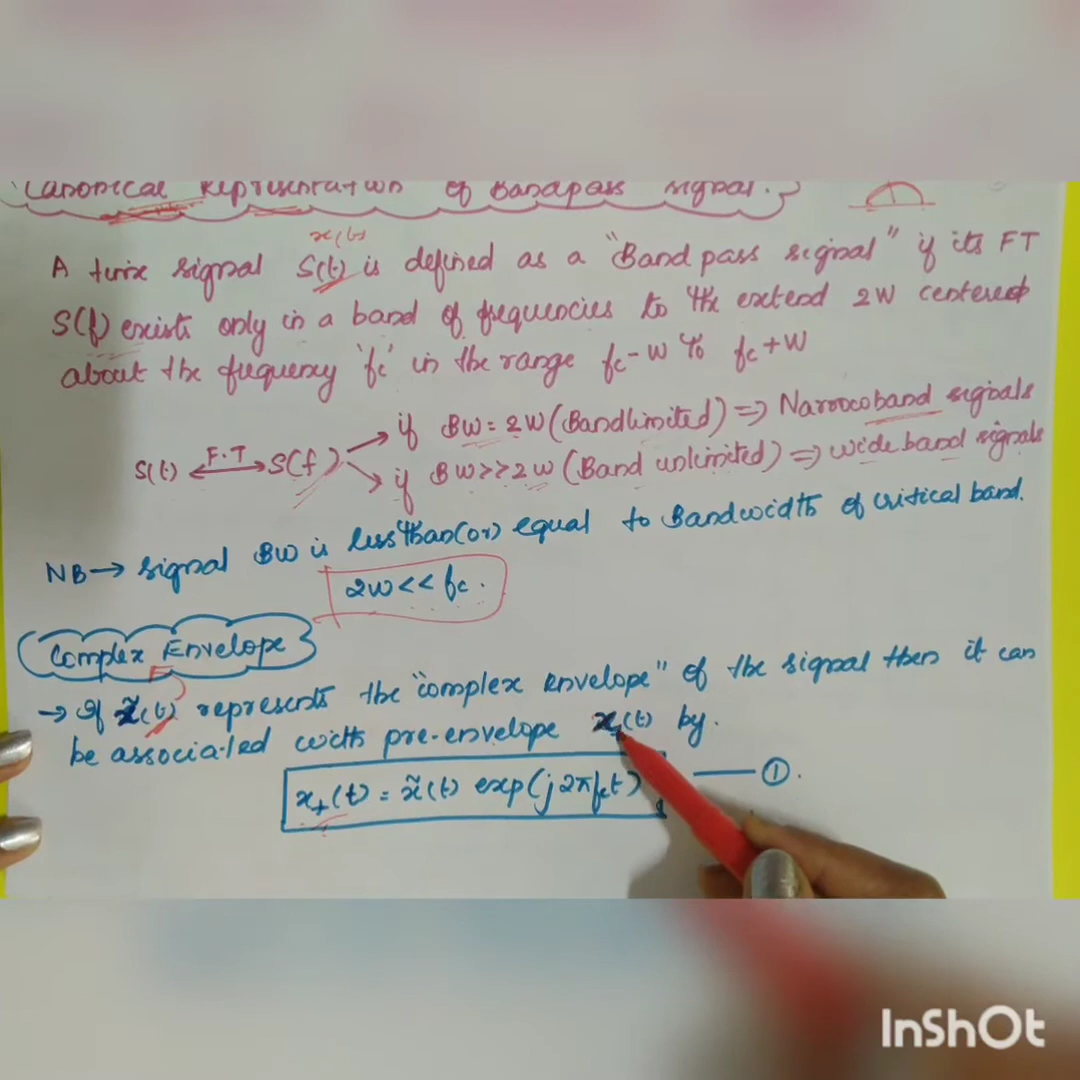 Canonical Representation of Bandpass signal.
x(t)
A time signal S(t) is defined as a "Band pass signal" if its FT
S(f) exists only in a band of frequencies to the extend 2W centered
about the frequency 'fc' in the range fc-W to fc+W
S(t) F.T S(f) if BW = 2W (Bandlimited) => Narrowband signals
if BW>>2W (Band unlimited) => wide band signals
NB → signal BW is less than (or) equal to Bandwidth of critical band.
2W << fc.
Complex Envelope
→ If x̃(t) represents the "complex envelope" of the signal then it can
be associated with pre-envelope x₊(t) by.
x₊(t) = x̃(t) exp(j2πfct) — ①.
InShOt